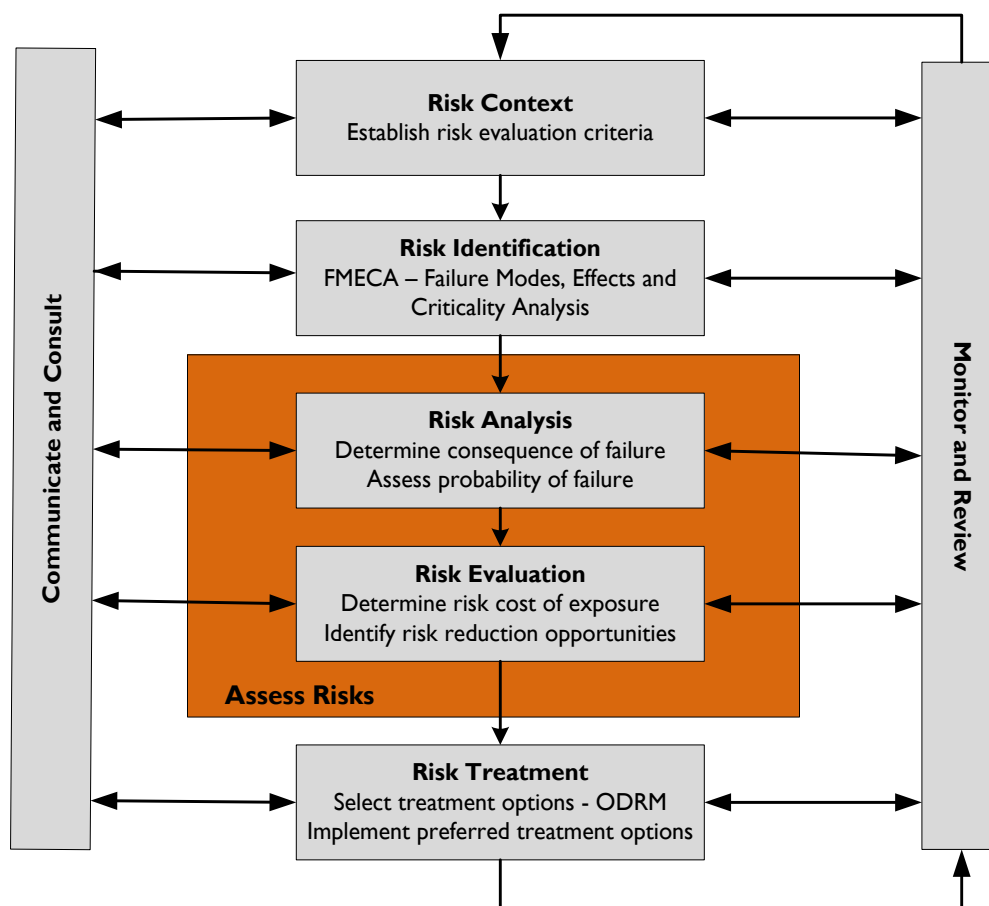 Communicate and Consult
Risk Context
Establish risk evaluation criteria
Risk Identification
FMECA – Failure Modes, Effects and
Criticality Analysis
Risk Analysis
Determine consequence of failure
Assess probability of failure
Risk Evaluation
Determine risk cost of exposure
Identify risk reduction opportunities
Assess Risks
Risk Treatment
Select treatment options - ODRM
Implement preferred treatment options
Monitor and Review